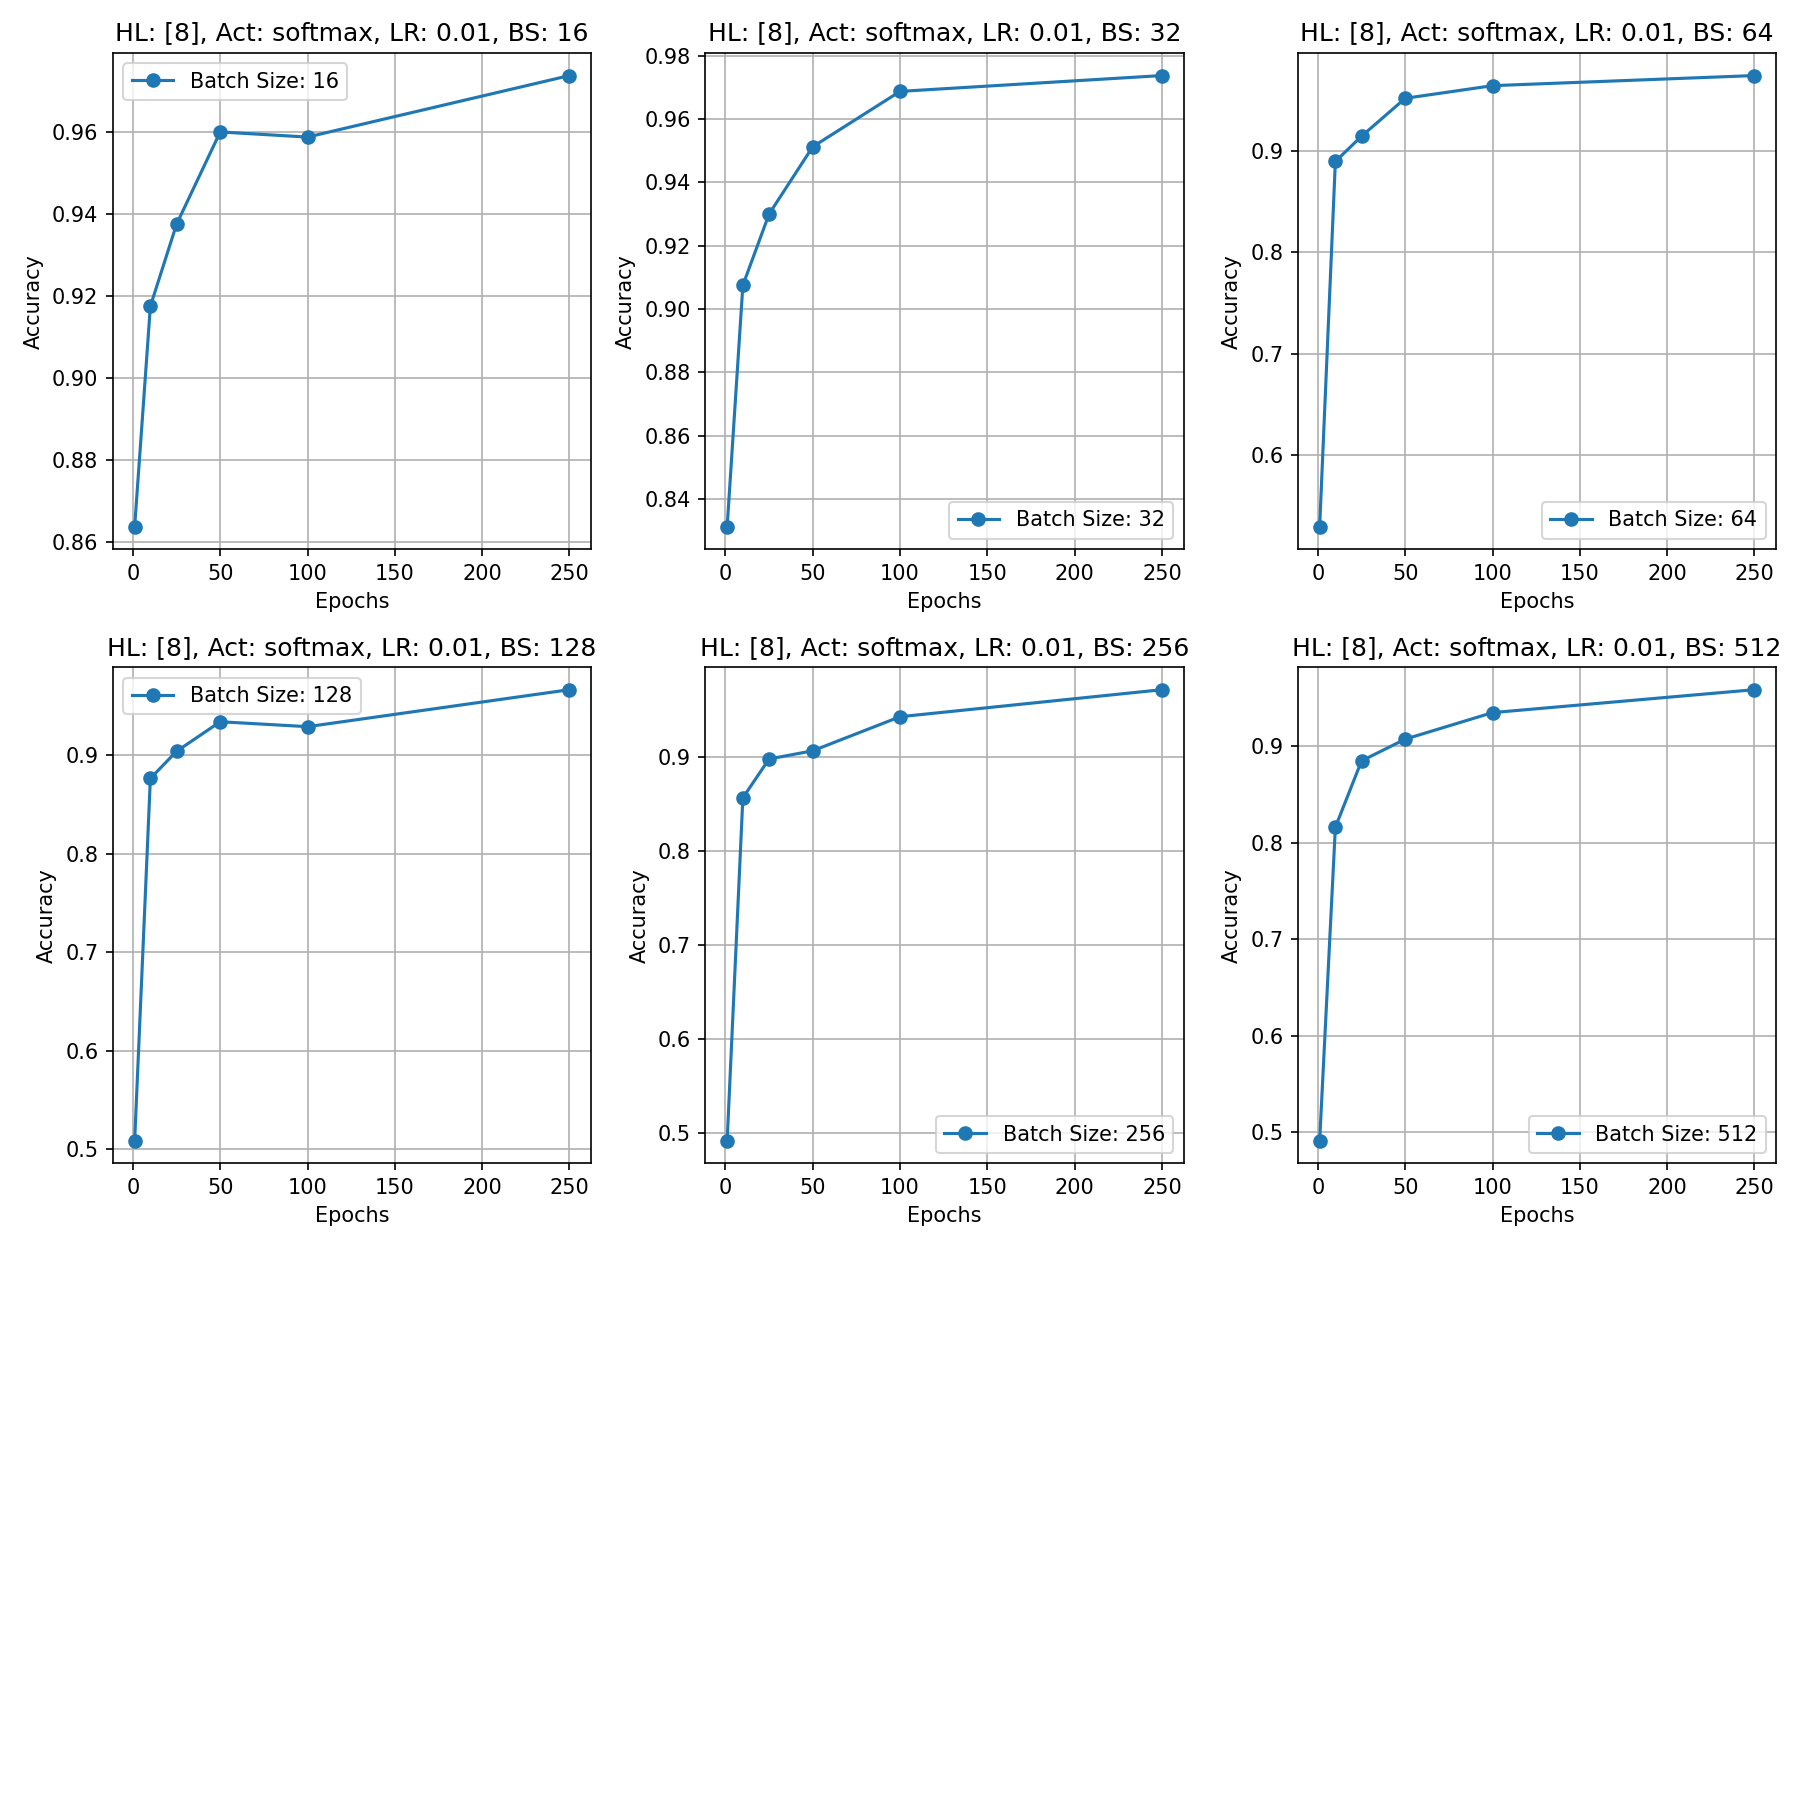 HL: [8], Act: softmax, LR: 0.01, BS: 16
Batch Size: 16
Accuracy
0.96
0.94
0.92
0.90
0.88
0.86
0 50 100 150 200 250
Epochs
HL: [8], Act: softmax, LR: 0.01, BS: 32
Accuracy
0.98
0.96
0.94
0.92
0.90
0.88
0.86
0.84
Batch Size: 32
0 50 100 150 200 250
Epochs
HL: [8], Act: softmax, LR: 0.01, BS: 64
Accuracy
0.9
0.8
0.7
0.6
Batch Size: 64
0 50 100 150 200 250
Epochs
HL: [8], Act: softmax, LR: 0.01, BS: 128
Batch Size: 128
Accuracy
0.9
0.8
0.7
0.6
0.5
0 50 100 150 200 250
Epochs
HL: [8], Act: softmax, LR: 0.01, BS: 256
Accuracy
0.9
0.8
0.7
0.6
0.5
Batch Size: 256
0 50 100 150 200 250
Epochs
HL: [8], Act: softmax, LR: 0.01, BS: 512
Accuracy
0.9
0.8
0.7
0.6
0.5
Batch Size: 512
0 50 100 150 200 250
Epochs